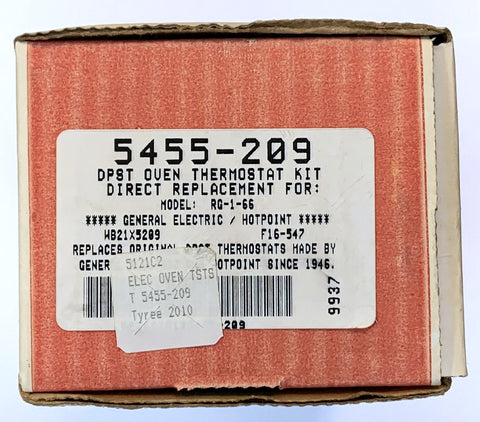 5455-209
DPST OVEN THERMOSTAT KIT
DIRECT REPLACEMENT FOR:
MODEL: RG-1-66
***** GENERAL ELECTRIC / HOTPOINT *****
WB21X5209 F16-547
REPLACES ORIGINAL DPST THERMOSTATS MADE BY
GENER OTPOINT SINCE 1946.
5121C2
ELEC OVEN TSTS
T 5455-209
Tyree 2010
209
9937